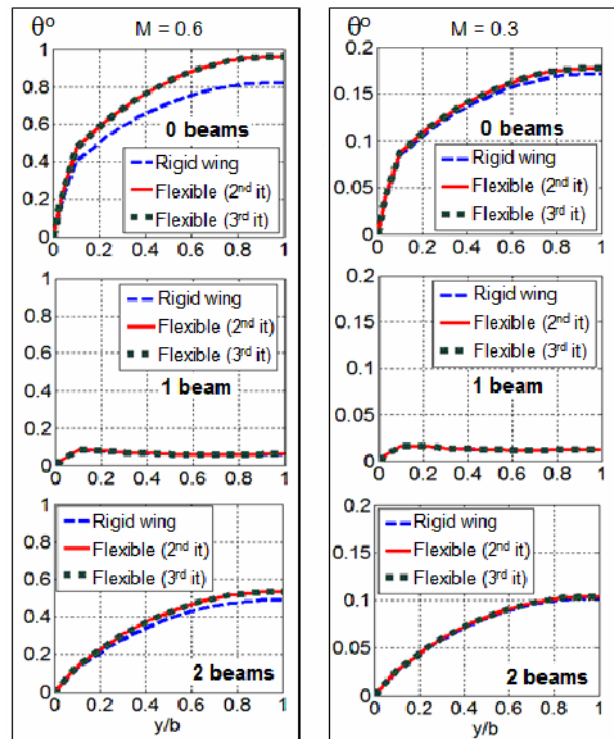 θ° M = 0.6
1
0.8
0.6
0.4
0.2
0
0 beams
Rigid wing
Flexible (2nd it)
Flexible (3rd it)
0 0.2 0.4 0.6 0.8 1
1
0.8
0.6
0.4
0.2
0
Rigid wing
Flexible (2nd it)
Flexible (3rd it)
1 beam
0 0.2 0.4 0.6 0.8 1
1
0.8
0.6
0.4
0.2
0
Rigid wing
Flexible (2nd it)
Flexible (3rd it)
2 beams
0 0.2 0.4 0.6 0.8 1
y/b
θ° M = 0.3
0.2
0.15
0.1
0.05
0
0 beams
Rigid wing
Flexible (2nd it)
Flexible (3rd it)
0 0.2 0.4 0.6 0.8 1
0.2
0.15
0.1
0.05
0
Rigid wing
Flexible (2nd it)
Flexible (3rd it)
1 beam
0 0.2 0.4 0.6 0.8 1
0.2
0.15
0.1
0.05
0
Rigid wing
Flexible (2nd it)
Flexible (3rd it)
2 beams
0 0.2 0.4 0.6 0.8 1
y/b